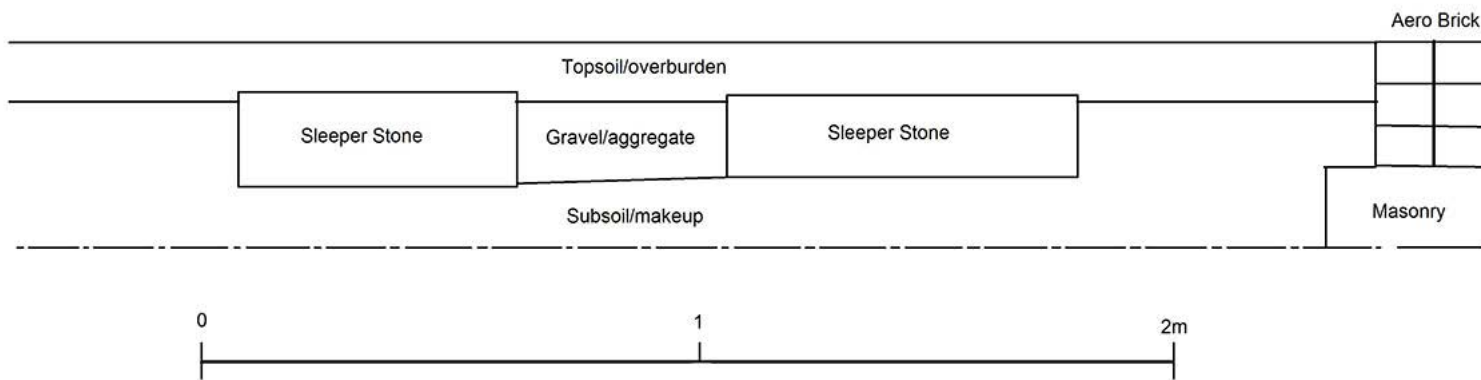 Aero Brick
Topsoil/overburden
Sleeper Stone
Gravel/aggregate
Sleeper Stone
Subsoil/makeup
Masonry
0
1
2m